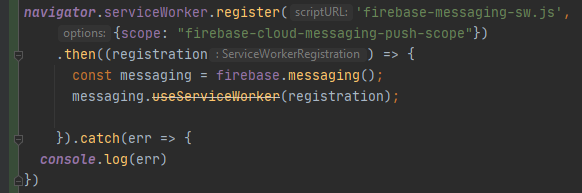 navigator.serviceWorker.register( scriptURL: 'firebase-messaging-sw.js',
options: {scope: "firebase-cloud-messaging-push-scope"})
.then((registration : ServiceWorkerRegistration ) => {
const messaging = firebase.messaging();
messaging.useServiceWorker(registration);
}).catch(err => {
console.log(err)
})